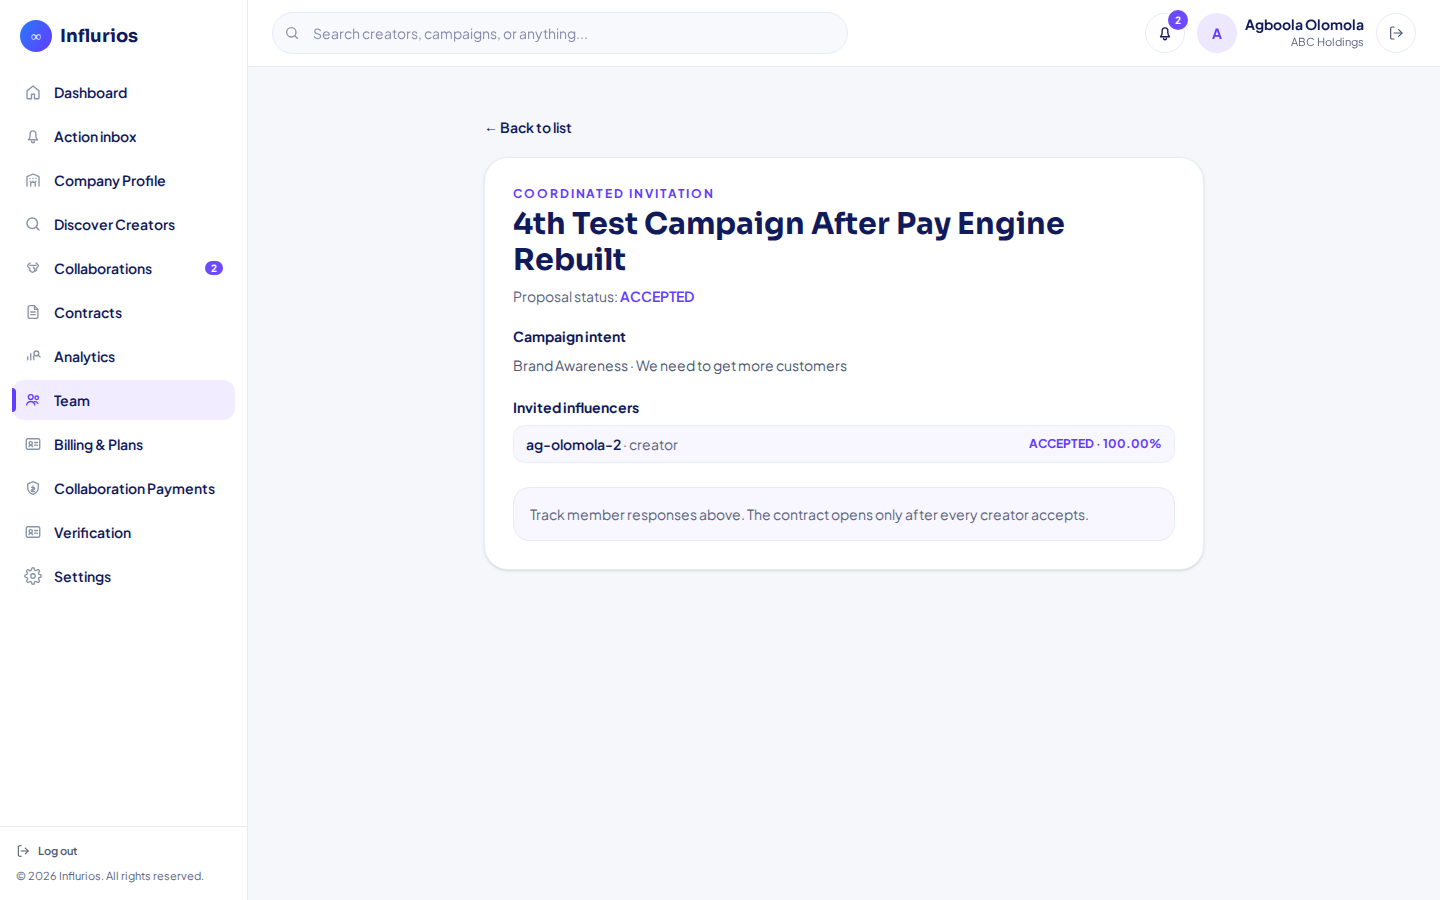 ∞ Influrios
Search creators, campaigns, or anything...
2
A
Agboola Olomola
ABC Holdings
Dashboard
Action inbox
Company Profile
Discover Creators
Collaborations 2
Contracts
Analytics
Team
Billing & Plans
Collaboration Payments
Verification
Settings
Log out
© 2026 Influrios. All rights reserved.
← Back to list
COORDINATED INVITATION
4th Test Campaign After Pay Engine
Rebuilt
Proposal status: ACCEPTED
Campaign intent
Brand Awareness · We need to get more customers
Invited influencers
ag-olomola-2 · creator ACCEPTED · 100.00%
Track member responses above. The contract opens only after every creator accepts.